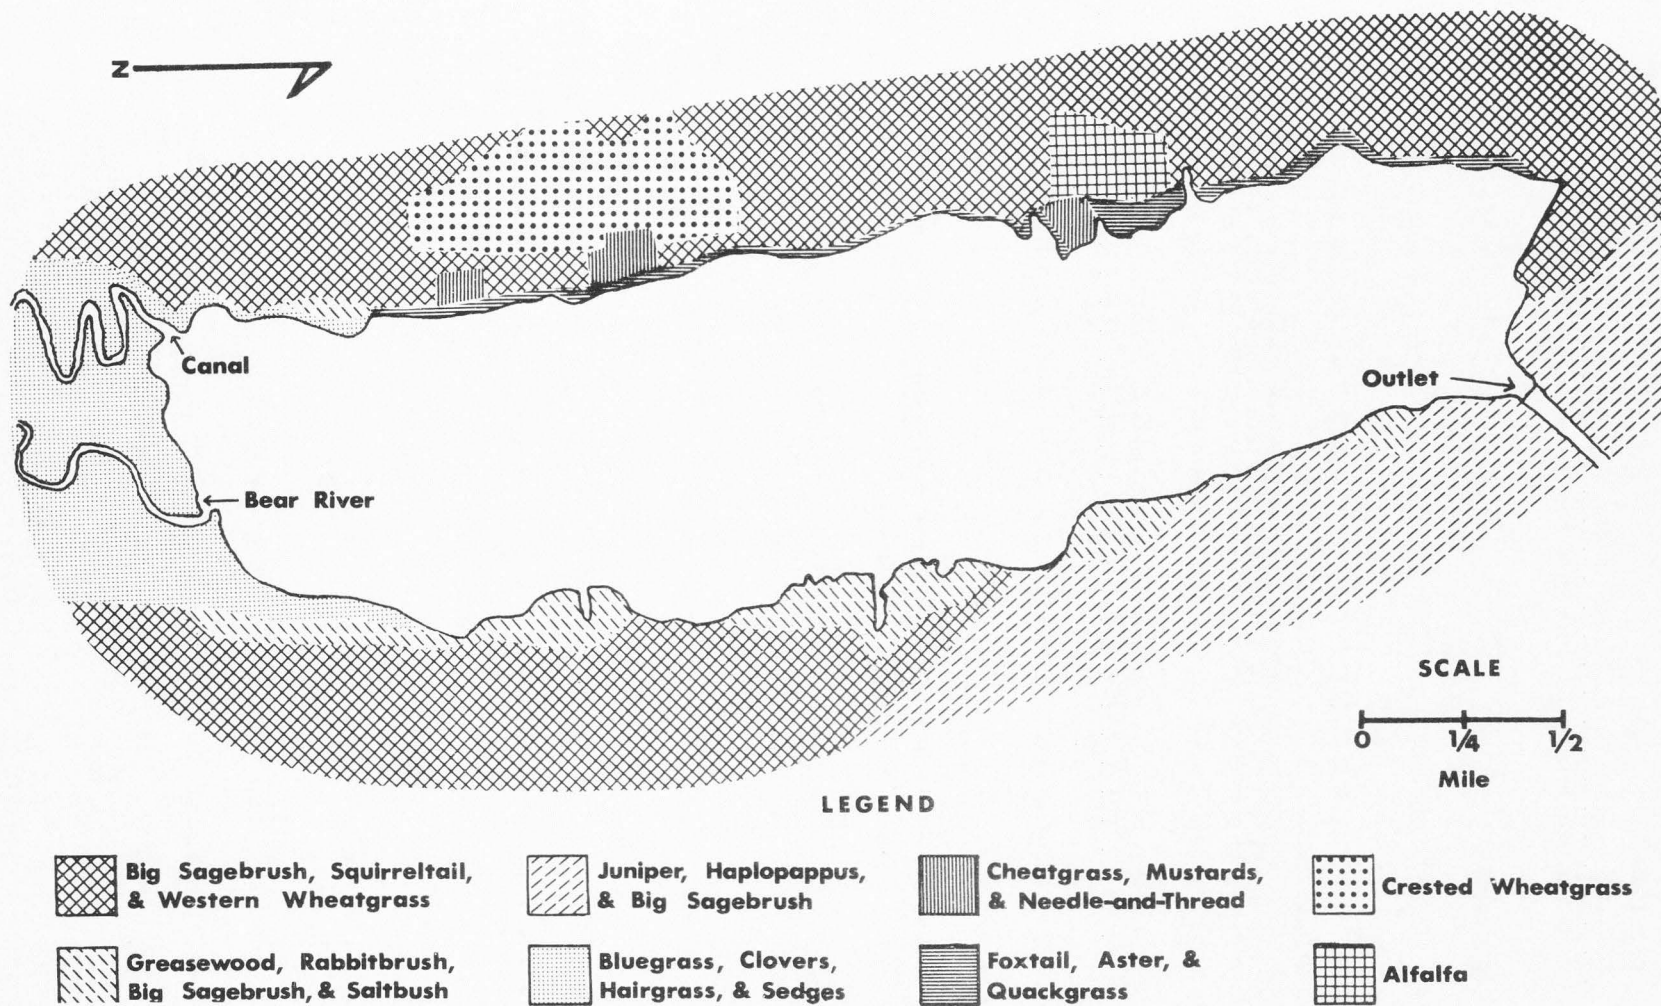 N
Canal
Outlet
Bear River
SCALE
0 1/4 1/2
Mile
LEGEND
Big Sagebrush, Squirreltail,
& Western Wheatgrass
Juniper, Haplopappus,
& Big Sagebrush
Cheatgrass, Mustards,
& Needle-and-Thread
Crested Wheatgrass
Greasewood, Rabbitbrush,
Big Sagebrush, & Saltbush
Bluegrass, Clovers,
Hairgrass, & Sedges
Foxtail, Aster, &
Quackgrass
Alfalfa